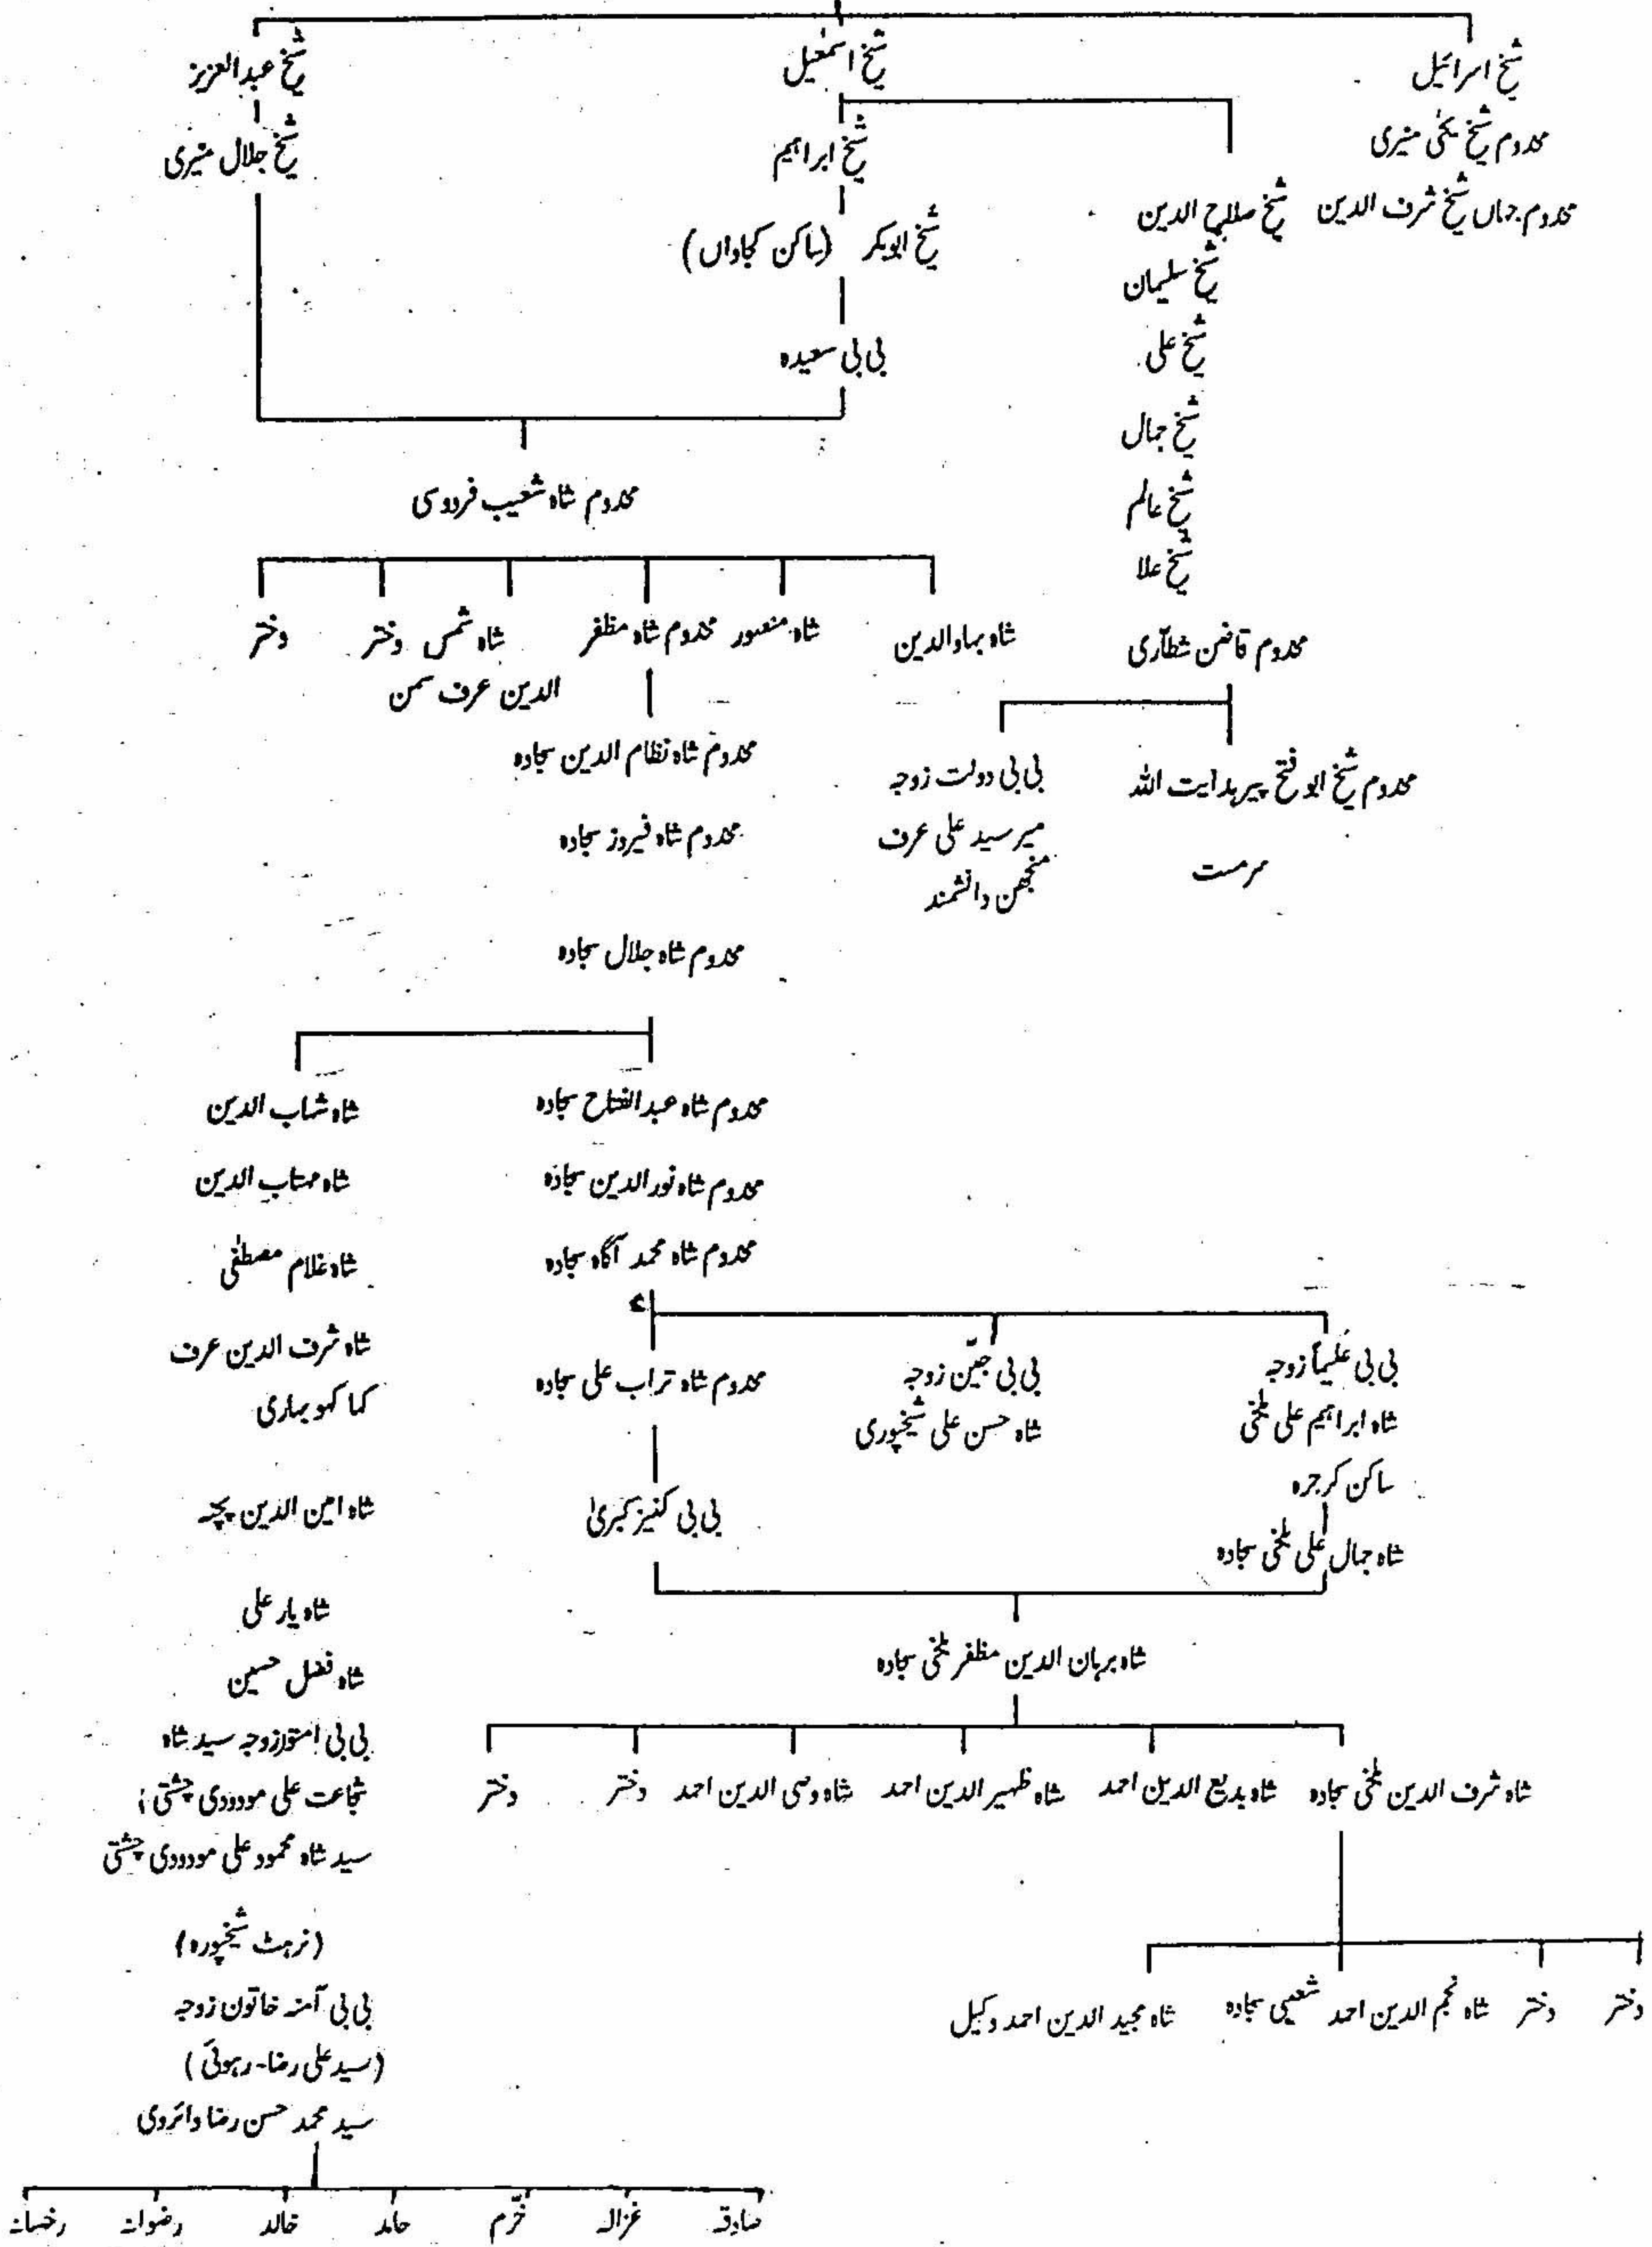 شیخ اسرائیل
شیخ اسمٰعیل
شیخ عبدالعزیز
مخدوم شیخ یحیٰ منیری
شیخ ابراہیم
شیخ جلال منیری
مخدوم جہاں شیخ شرف الدین
شیخ صلاح الدین
شیخ ابوبکر (ساکن کجاواں)
شیخ سلیمان
شیخ علی
بی بی سعیدہ
شیخ جمال
شیخ عالم
مخدوم شاہ شعیب فردوسی
شیخ علا
مخدوم قاضن شطاری
شاہ بہاوالدین
شاہ منصور
مخدوم شاہ مظفر
شاہ شمس
الدین عرف سمن
دختر
دختر
مخدوم شاہ نظام الدین سجادہ
مخدوم شیخ ابو فتح پیر ہدایت اللہ
سرمست
بی بی دولت زوجہ
میر سید علی عرف
منجھن دانشمند
مخدوم شاہ فیروز سجادہ
مخدوم شاہ جلال سجادہ
مخدوم شاہ عبدالفتاح سجادہ
شاہ شہاب الدین
مخدوم شاہ نورالدین سجادہ
شاہ مہتاب الدین
مخدوم شاہ محمد آگاہ سجادہ
شاہ غلام مصطفٰی
بی بی علیماً زوجہ
شاہ ابراہیم علی بلخی
ساکن کرجرہ
بی بی جیّن زوجہ
شاہ حسن علی شیخپوری
مخدوم شاہ تراب علی سجادہ
شاہ شرف الدین عرف
کما کھو بہاری
شاہ جمال علی بلخی سجادہ
بی بی کنیز کبریٰ
شاہ امین الدین پچہ
شاہ یار علی
شاہ برہان الدین مظفر بلخی سجادہ
شاہ فضل حسین
شاہ شرف الدین بلخی سجادہ
شاہ بدیع الدین احمد
شاہ ظہیر الدین احمد
شاہ وصی الدین احمد
دختر
دختر
زوجہ سید شاہ
شجاعت علی مودودی چشتی
سید شاہ محمود علی مودودی چشتی
(نرہٹ شیخپورہ)
دختر
دختر
شاہ نجم الدین احمد شعیبی سجادہ
شاہ مجید الدین احمد وکیل
بی بی آمنہ خاتون زوجہ
(سید علی رضا- رہوئی)
سید محمد حسن رضا دائروی
صادقہ
غزالہ
خرّم
حامد
خالد
رضوانہ
رخسانہ